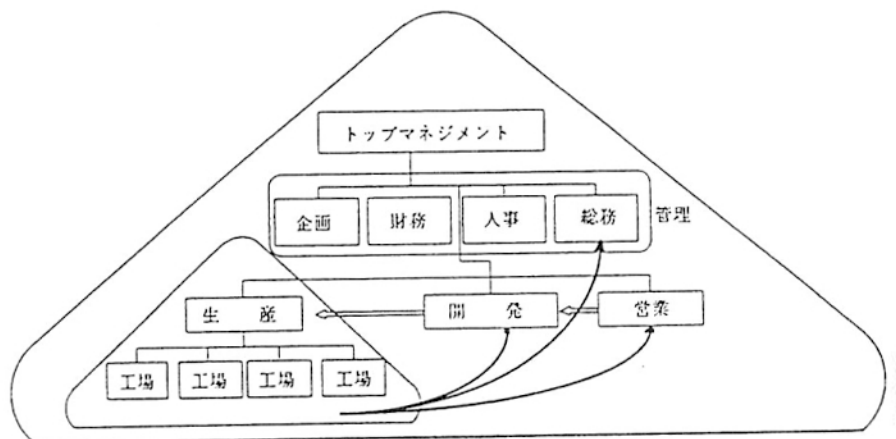 トップマネジメント
企画
財務
人事
総務
管理
生産
開発
営業
工場
工場
工場
工場